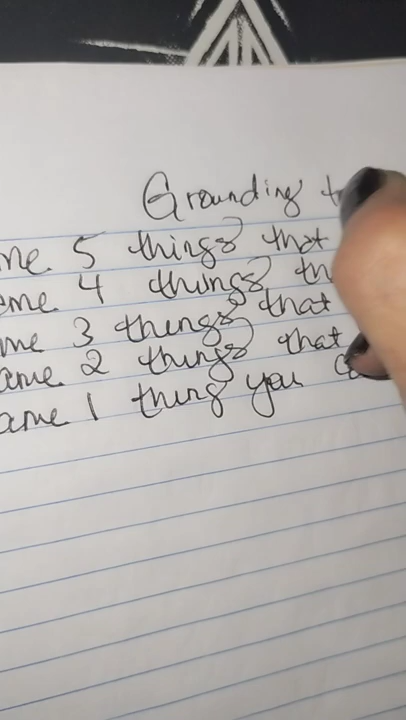 Grounding
me 5 things that
me 4 things th
me 3 things that
ame 2 things that
ame 1 thing you